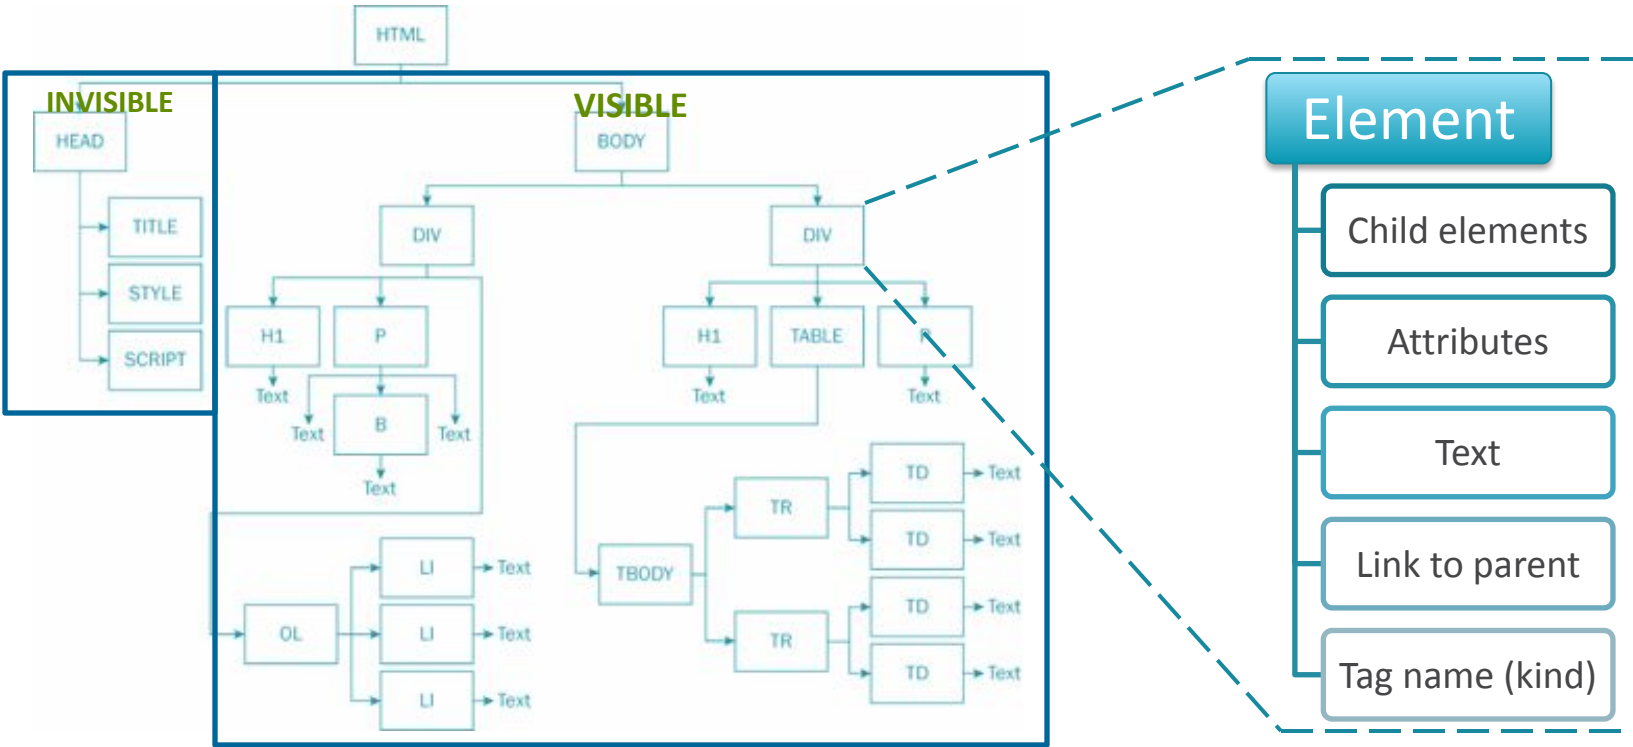 HTML
INVISIBLE
VISIBLE
HEAD
BODY
TITLE
STYLE
SCRIPT
DIV
DIV
H1
P
H1
TABLE
P
Text
Text
Text
Text
B
Text
Text
OL
LI
Text
LI
Text
LI
Text
TBODY
TR
TD
Text
TD
Text
TR
TD
Text
TD
Text
Element
Child elements
Attributes
Text
Link to parent
Tag name (kind)